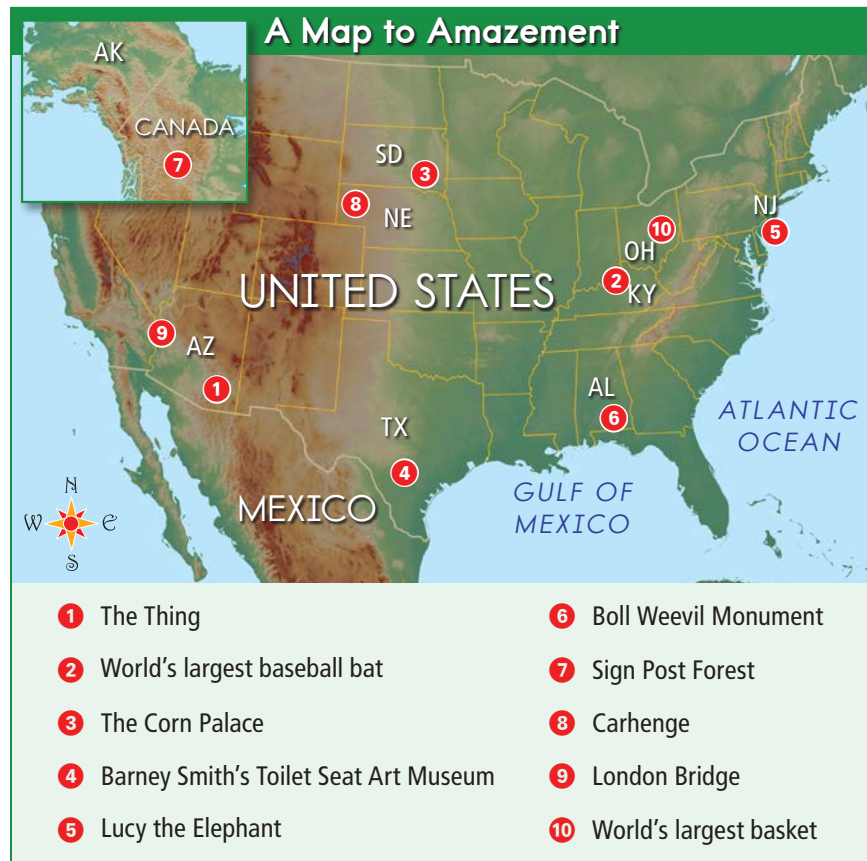 A Map to Amazement
AK
CANADA
7
SD
3
8
NE
NJ
5
10
OH
2
KY
UNITED STATES
9
AZ
1
AL
6
ATLANTIC
OCEAN
TX
4
GULF OF
MEXICO
MEXICO
N
W
E
S
1 The Thing
2 World's largest baseball bat
3 The Corn Palace
4 Barney Smith's Toilet Seat Art Museum
5 Lucy the Elephant
6 Boll Weevil Monument
7 Sign Post Forest
8 Carhenge
9 London Bridge
10 World's largest basket